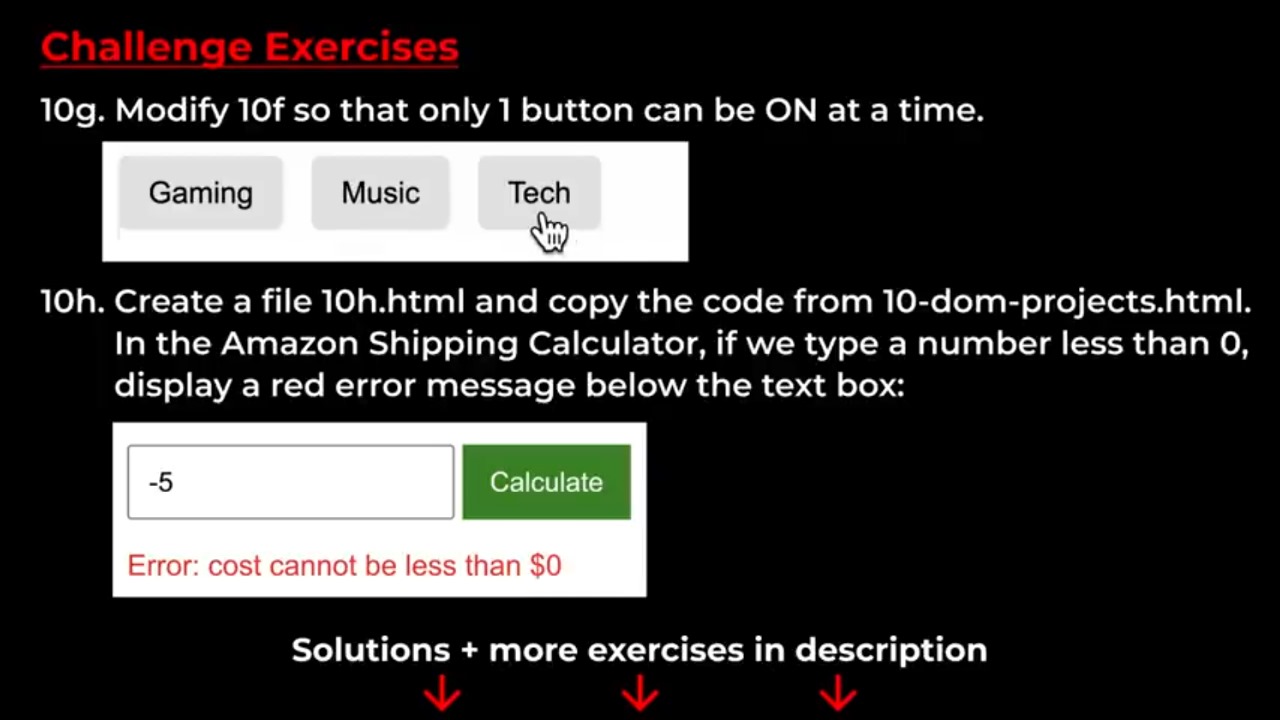 Challenge Exercises
10g. Modify 10f so that only 1 button can be ON at a time.
Gaming Music Tech
10h. Create a file 10h.html and copy the code from 10-dom-projects.html.
In the Amazon Shipping Calculator, if we type a number less than 0,
display a red error message below the text box:
-5 Calculate
Error: cost cannot be less than $0
Solutions + more exercises in description